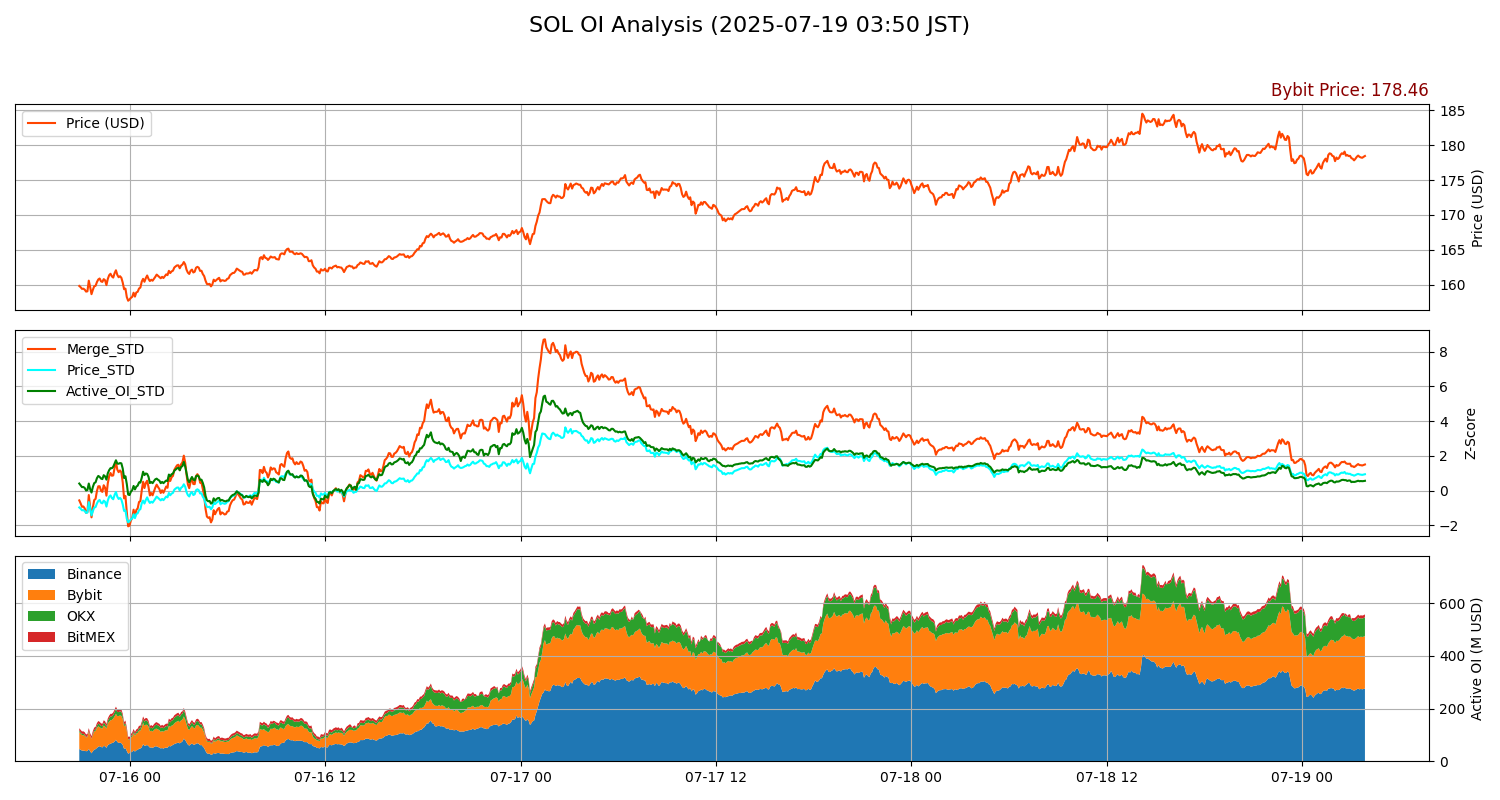 SOL OI Analysis (2025-07-19 03:50 JST)
Bybit Price: 178.46
Price (USD)
185
180
175
170
165
160
Price (USD)
Merge_STD
Price_STD
Active_OI_STD
8
6
4
2
0
−2
Z-Score
Binance
Bybit
OKX
BitMEX
600
400
200
0
Active OI (M USD)
07-16 00
07-16 12
07-17 00
07-17 12
07-18 00
07-18 12
07-19 00